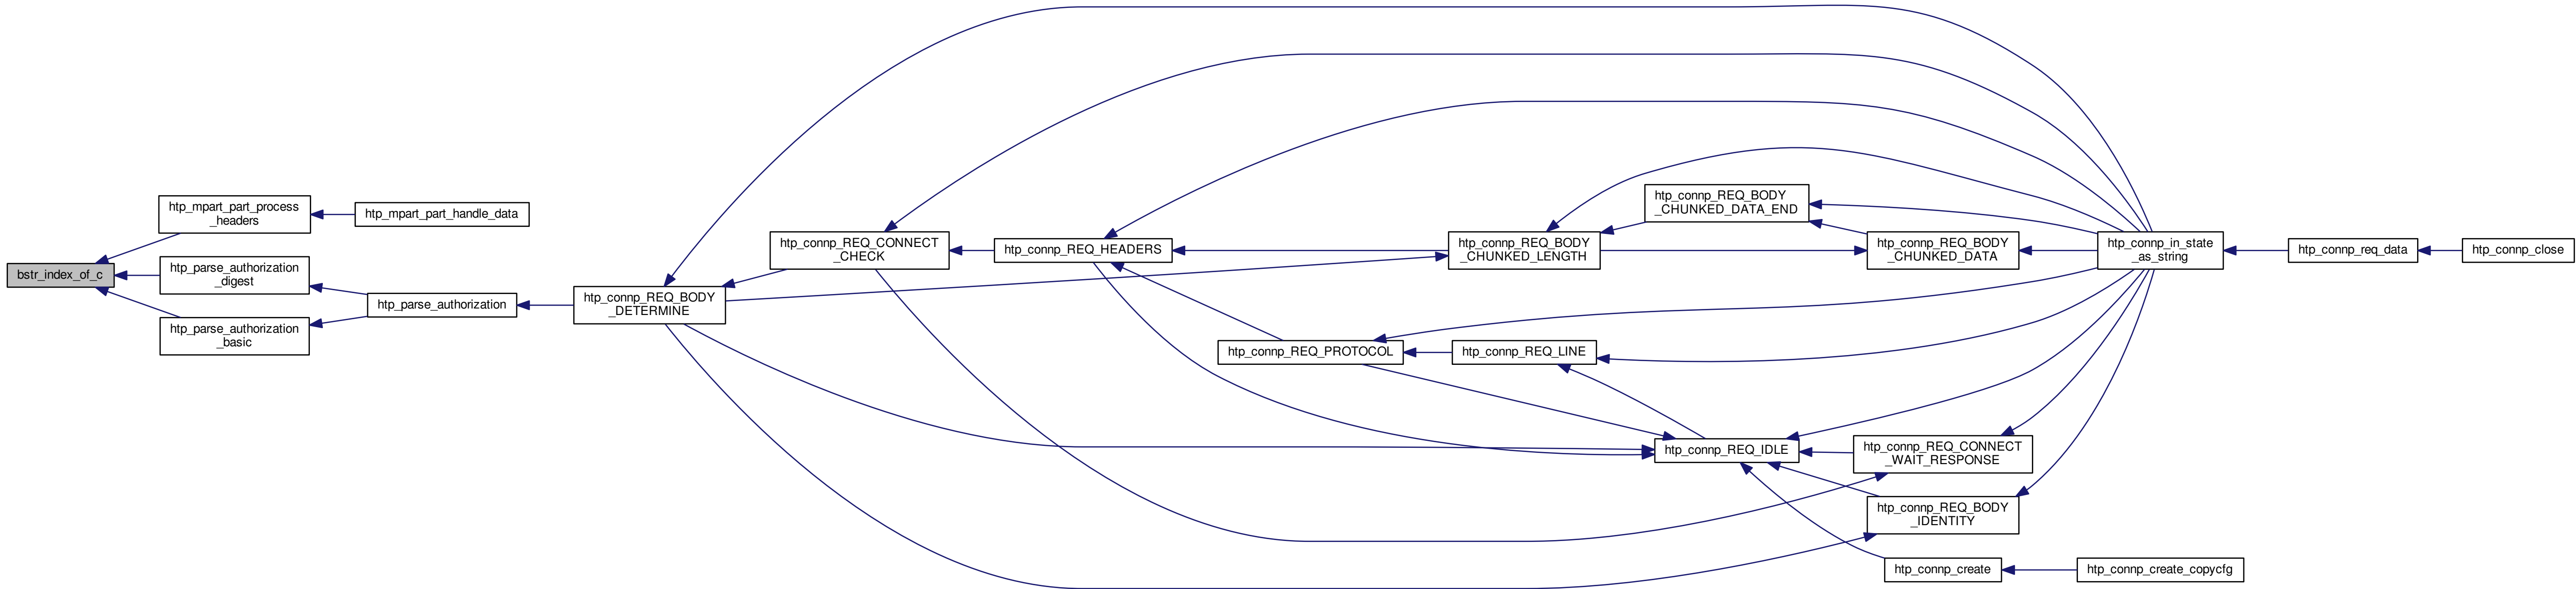 bstr_index_of_c
htp_mpart_part_process
_headers
htp_mpart_part_handle_data
htp_parse_authorization
_digest
htp_parse_authorization
_basic
htp_parse_authorization
htp_connp_REQ_BODY
_DETERMINE
htp_connp_REQ_CONNECT
_CHECK
htp_connp_REQ_HEADERS
htp_connp_REQ_PROTOCOL
htp_connp_REQ_BODY
_CHUNKED_LENGTH
htp_connp_REQ_LINE
htp_connp_REQ_BODY
_CHUNKED_DATA_END
htp_connp_REQ_IDLE
htp_connp_REQ_BODY
_CHUNKED_DATA
htp_connp_REQ_CONNECT
_WAIT_RESPONSE
htp_connp_REQ_BODY
_IDENTITY
htp_connp_create
htp_connp_in_state
_as_string
htp_connp_create_copycfg
htp_connp_req_data
htp_connp_close